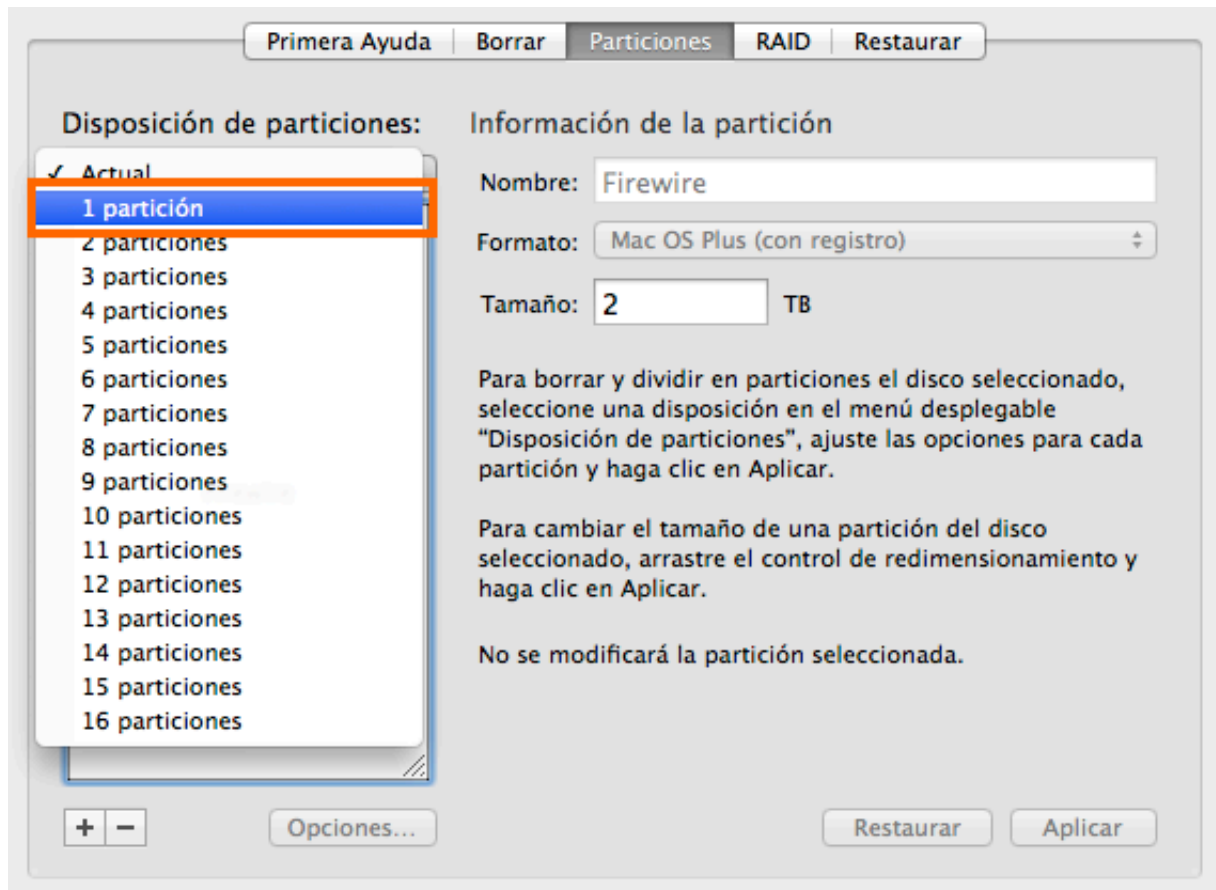 Primera Ayuda Borrar Particiones RAID Restaurar
Disposición de particiones:
✓ Actual
1 partición
2 particiones
3 particiones
4 particiones
5 particiones
6 particiones
7 particiones
8 particiones
9 particiones
10 particiones
11 particiones
12 particiones
13 particiones
14 particiones
15 particiones
16 particiones
+ − Opciones...
Información de la partición
Nombre: Firewire
Formato: Mac OS Plus (con registro)
Tamaño: 2 TB
Para borrar y dividir en particiones el disco seleccionado,
seleccione una disposición en el menú desplegable
“Disposición de particiones”, ajuste las opciones para cada
partición y haga clic en Aplicar.
Para cambiar el tamaño de una partición del disco
seleccionado, arrastre el control de redimensionamiento y
haga clic en Aplicar.
No se modificará la partición seleccionada.
Restaurar Aplicar